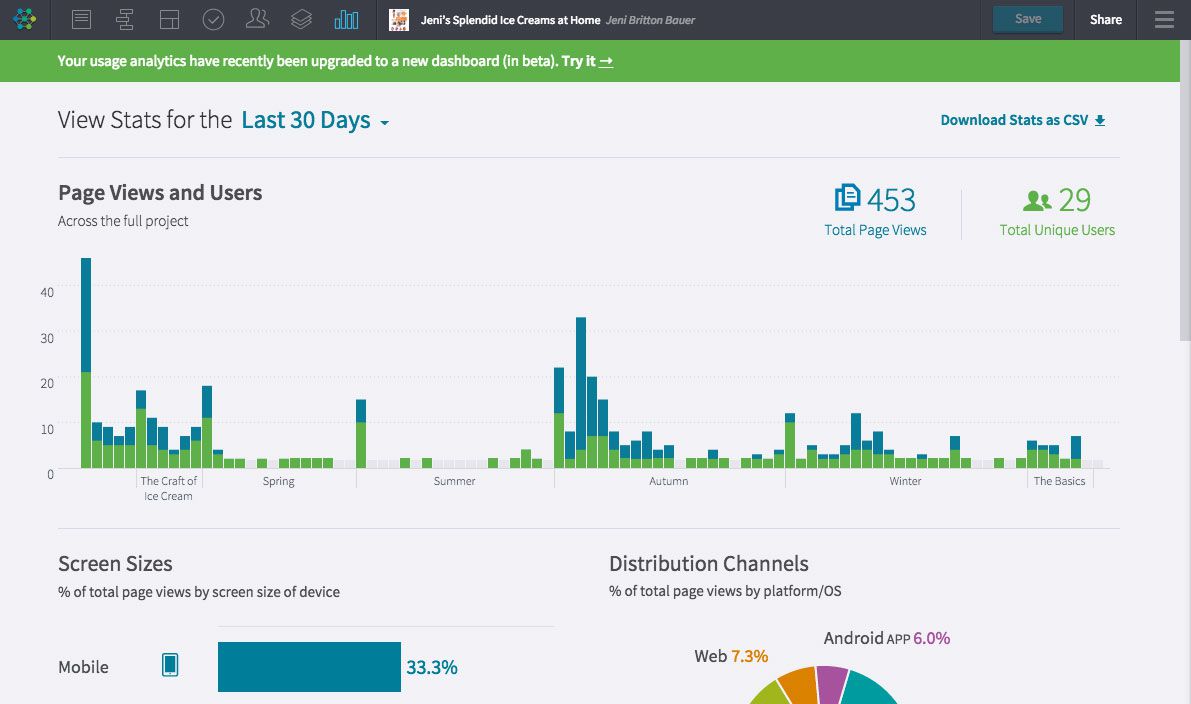 Jeni's Splendid Ice Creams at Home Jeni Britton Bauer
Save
Share
Your usage analytics have recently been upgraded to a new dashboard (in beta). Try it →
View Stats for the Last 30 Days
Download Stats as CSV
Page Views and Users
Across the full project
453
Total Page Views
29
Total Unique Users
40
30
20
10
0
The Craft of
Ice Cream
Spring
Summer
Autumn
Winter
The Basics
Screen Sizes
% of total page views by screen size of device
Mobile
33.3%
Distribution Channels
% of total page views by platform/OS
Android APP 6.0%
Web 7.3%